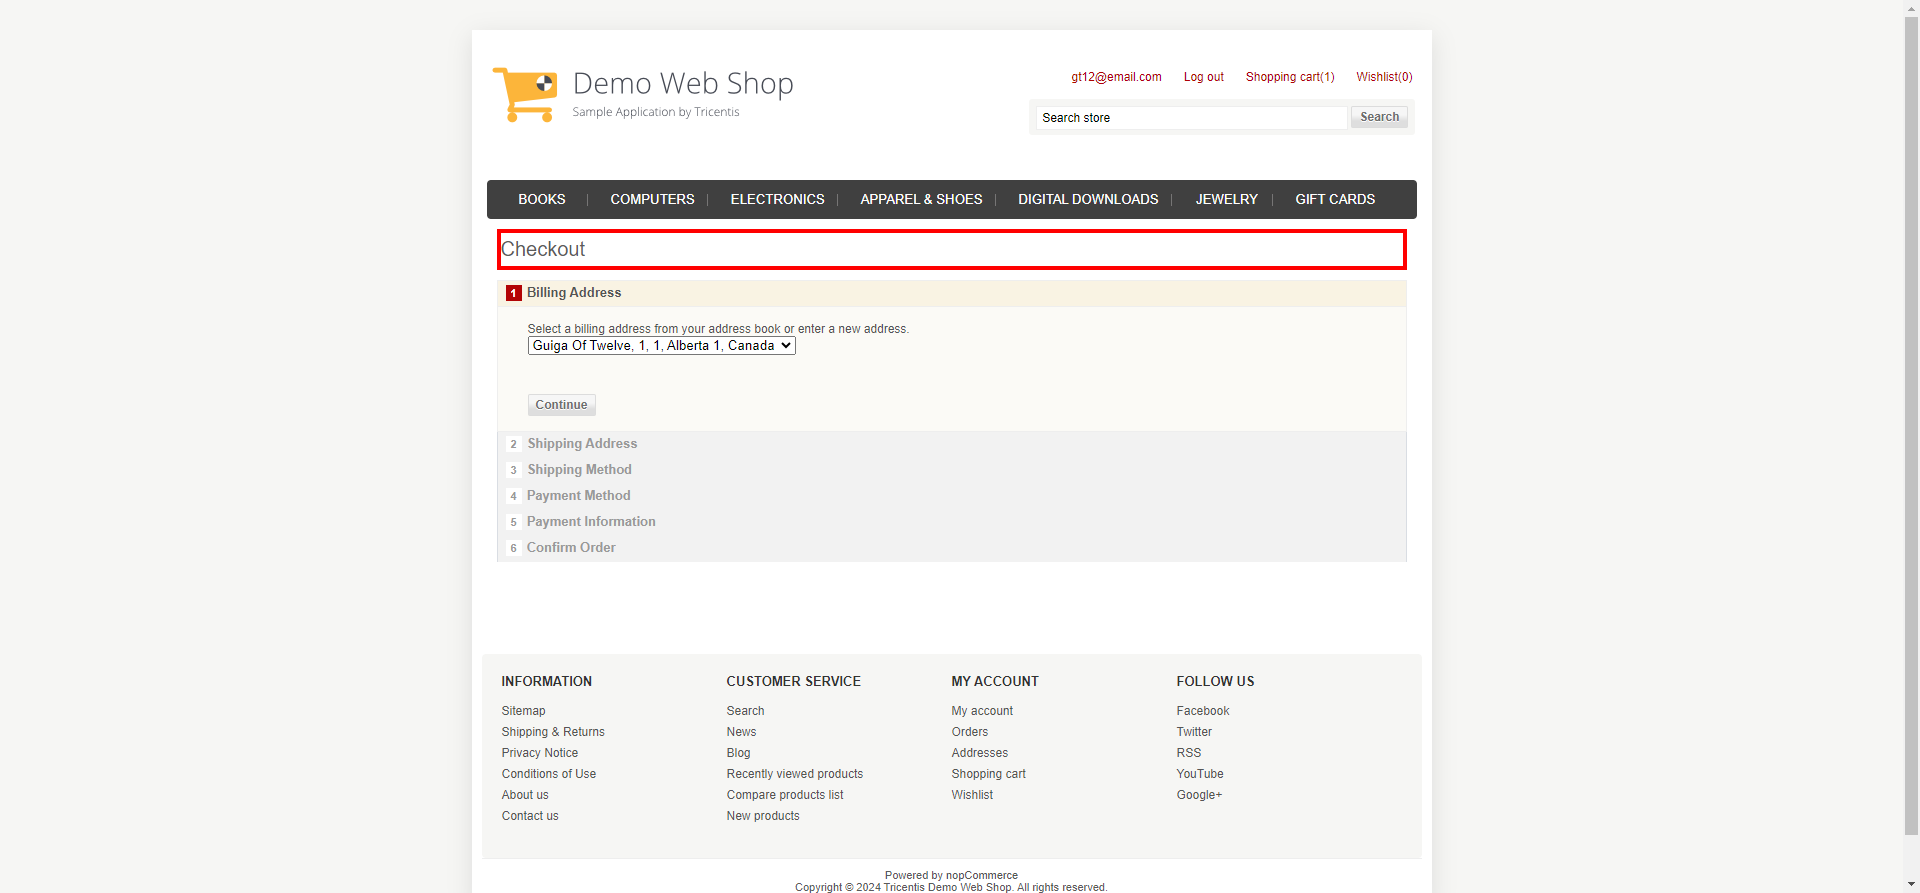 Demo Web Shop
Sample Application by Tricentis
gt12@email.com Log out Shopping cart(1) Wishlist(0)
Search store Search
BOOKS COMPUTERS ELECTRONICS APPAREL & SHOES DIGITAL DOWNLOADS JEWELRY GIFT CARDS
Checkout
1 Billing Address
Select a billing address from your address book or enter a new address.
Guiga Of Twelve, 1, 1, Alberta 1, Canada
Continue
2 Shipping Address
3 Shipping Method
4 Payment Method
5 Payment Information
6 Confirm Order
INFORMATION
Sitemap
Shipping & Returns
Privacy Notice
Conditions of Use
About us
Contact us
CUSTOMER SERVICE
Search
News
Blog
Recently viewed products
Compare products list
New products
MY ACCOUNT
My account
Orders
Addresses
Shopping cart
Wishlist
FOLLOW US
Facebook
Twitter
RSS
YouTube
Google+
Powered by nopCommerce
Copyright © 2024 Tricentis Demo Web Shop. All rights reserved.